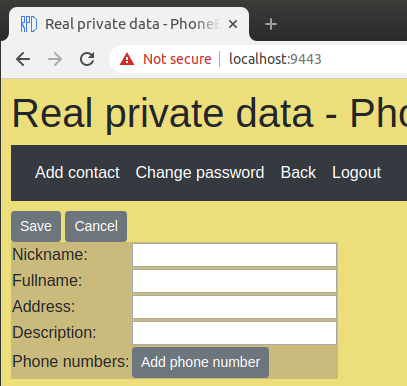 RPD Real private data - PhoneB
Not secure | localhost:9443
Real private data - Pho
Add contact Change password Back Logout
Save Cancel
Nickname:
Fullname:
Address:
Description:
Phone numbers: Add phone number